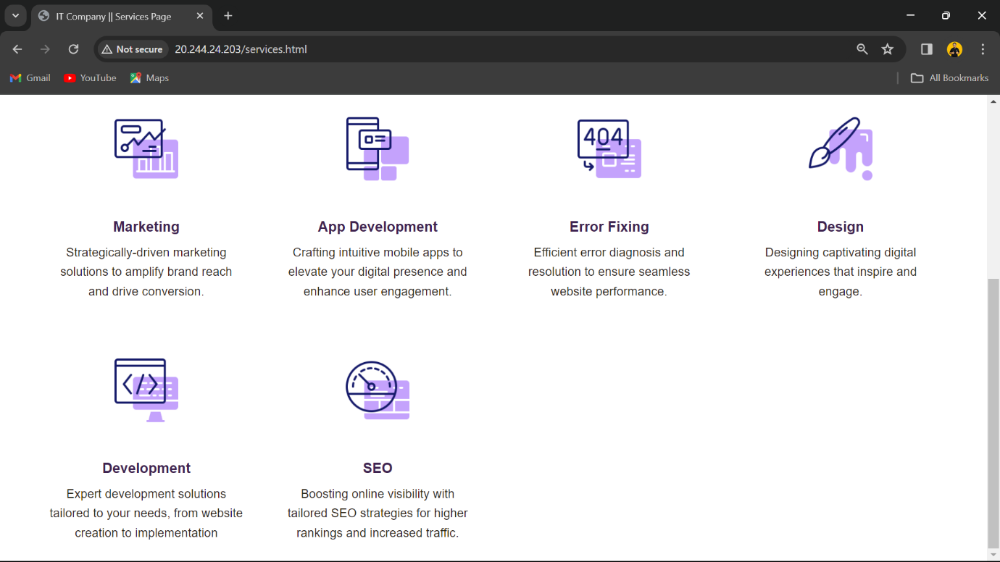 IT Company || Services Page
Not secure
20.244.24.203/services.html
Gmail
YouTube
Maps
All Bookmarks
404
Marketing
Strategically-driven marketing
solutions to amplify brand reach
and drive conversion.
App Development
Crafting intuitive mobile apps to
elevate your digital presence and
enhance user engagement.
Error Fixing
Efficient error diagnosis and
resolution to ensure seamless
website performance.
Design
Designing captivating digital
experiences that inspire and
engage.
</>
Development
Expert development solutions
tailored to your needs, from website
creation to implementation
SEO
Boosting online visibility with
tailored SEO strategies for higher
rankings and increased traffic.